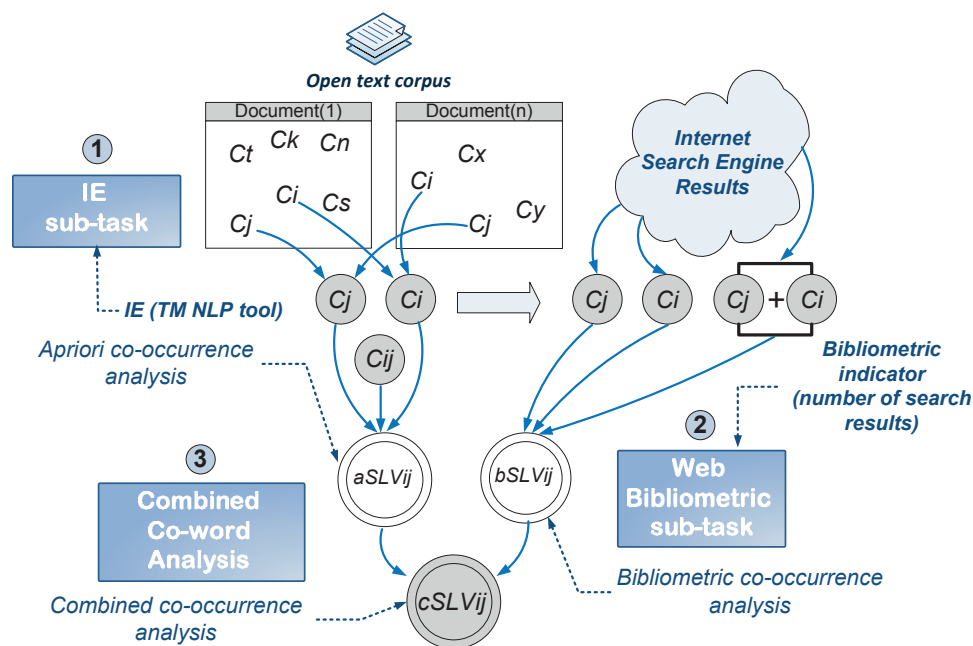 Open text corpus
Document(1)
Document(n)
Ct
Ck
Cn
Ci
Cs
Cj
Cx
Ci
Cj
Cy
Internet
Search Engine
Results
1
IE
sub-task
IE (TM NLP tool)
Cj
Ci
Cij
Cj
Ci
Cj
+
Ci
Apriori co-occurrence
analysis
Bibliometric
indicator
(number of search
results)
aSLVij
bSLVij
2
Web
Bibliometric
sub-task
3
Combined
Co-word
Analysis
cSLVij
Combined co-occurrence
analysis
Bibliometric co-occurrence
analysis